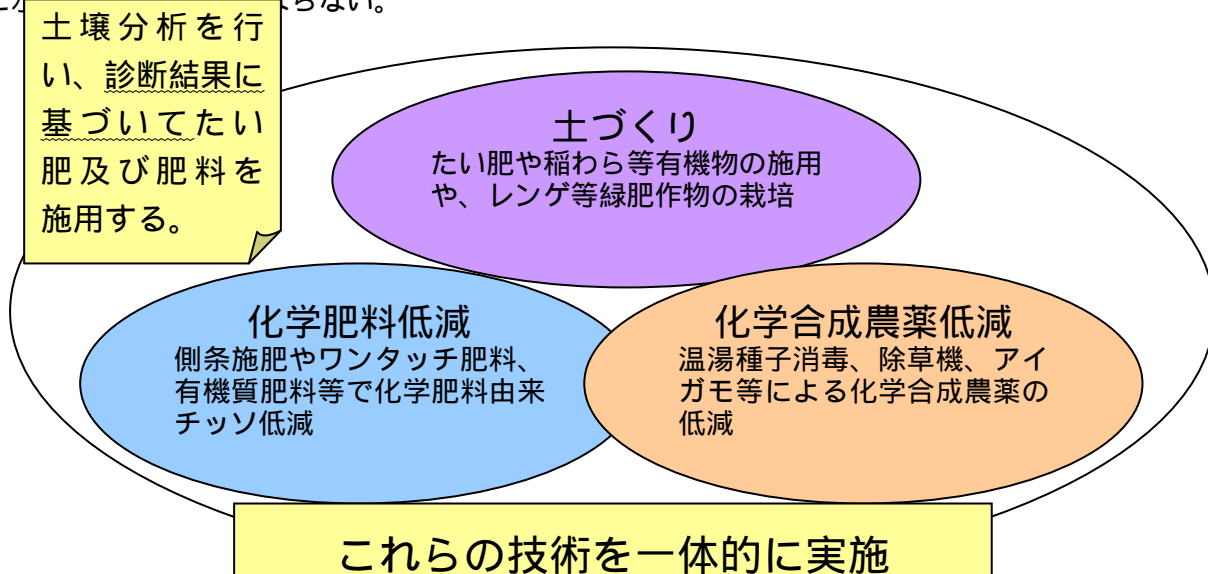 らない。
土壌分析を行
い、診断結果に
基づいてたい
肥及び肥料を
施用する。
土づくり
たい肥や稲わら等有機物の施用
や、レンゲ等緑肥作物の栽培
化学肥料低減
側条施肥やワンタッチ肥料、
有機質肥料等で化学肥料由来
チッソ低減
化学合成農薬低減
温湯種子消毒、除草機、アイ
ガモ等による化学合成農薬の
低減
これらの技術を一体的に実施